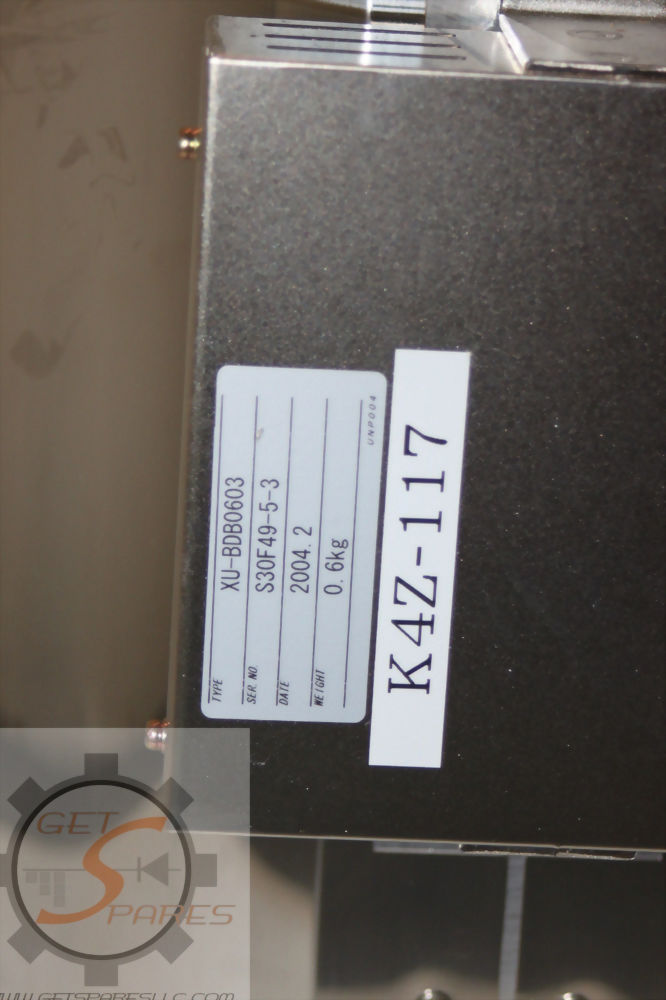 TYPE XU-BDB0603
SER. NO. S30F49-5-3
DATE 2004. 2
WEIGHT 0. 6kg
UNP004
K4Z-117
GET
SPARES
WWW.GETSPARESLLC.COM